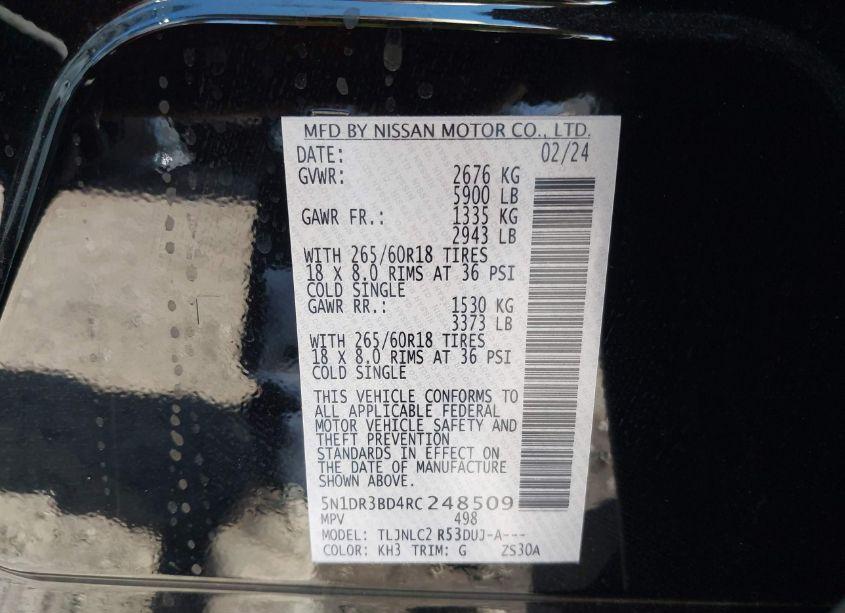 MFD BY NISSAN MOTOR CO., LTD.
DATE: 02/24
GVWR: 2676 KG
5900 LB
GAWR FR.: 1335 KG
2943 LB
WITH 265/60R18 TIRES
18 X 8.0 RIMS AT 36 PSI
COLD SINGLE
GAWR RR.: 1530 KG
3373 LB
WITH 265/60R18 TIRES
18 X 8.0 RIMS AT 36 PSI
COLD SINGLE
THIS VEHICLE CONFORMS TO
ALL APPLICABLE FEDERAL
MOTOR VEHICLE SAFETY AND
THEFT PREVENTION
STANDARDS IN EFFECT ON
THE DATE OF MANUFACTURE
SHOWN ABOVE.
5N1DR3BD4RC248509
MPV 498
MODEL: TLJNLC2 R53DUJ-A---
COLOR: KH3 TRIM: G ZS30A